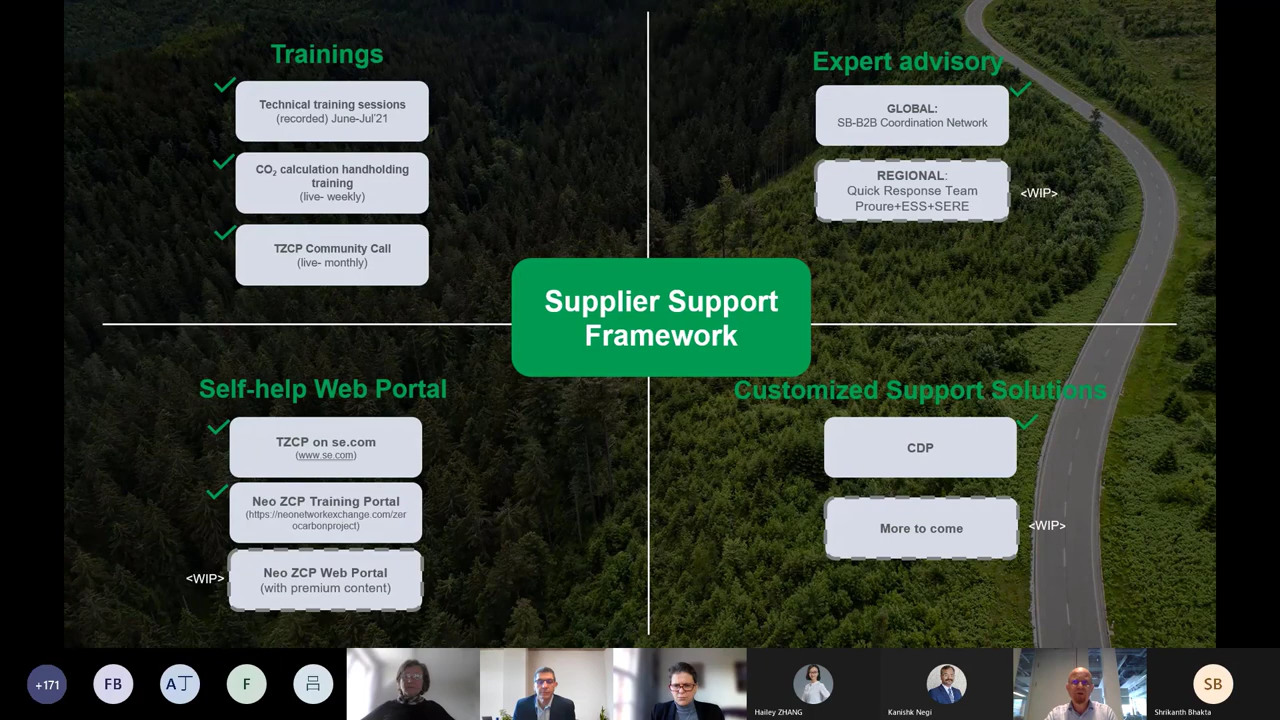 Trainings
Technical training sessions
(recorded) June-Jul'21
CO₂ calculation handholding
training
(live- weekly)
TZCP Community Call
(live- monthly)
Expert advisory
GLOBAL:
SB-B2B Coordination Network
REGIONAL:
Quick Response Team
Proure+ESS+SERE
<WIP>
Supplier Support
Framework
Self-help Web Portal
TZCP on se.com
(www.se.com)
Neo ZCP Training Portal
(https://neonetworkexchange.com/zer
ocarbonproject)
<WIP>
Neo ZCP Web Portal
(with premium content)
Customized Support Solutions
CDP
More to come
<WIP>
+171
FB
A丁
F
吕
Hailey ZHANG
Kanishk Negi
SB
Shrikanth Bhakta